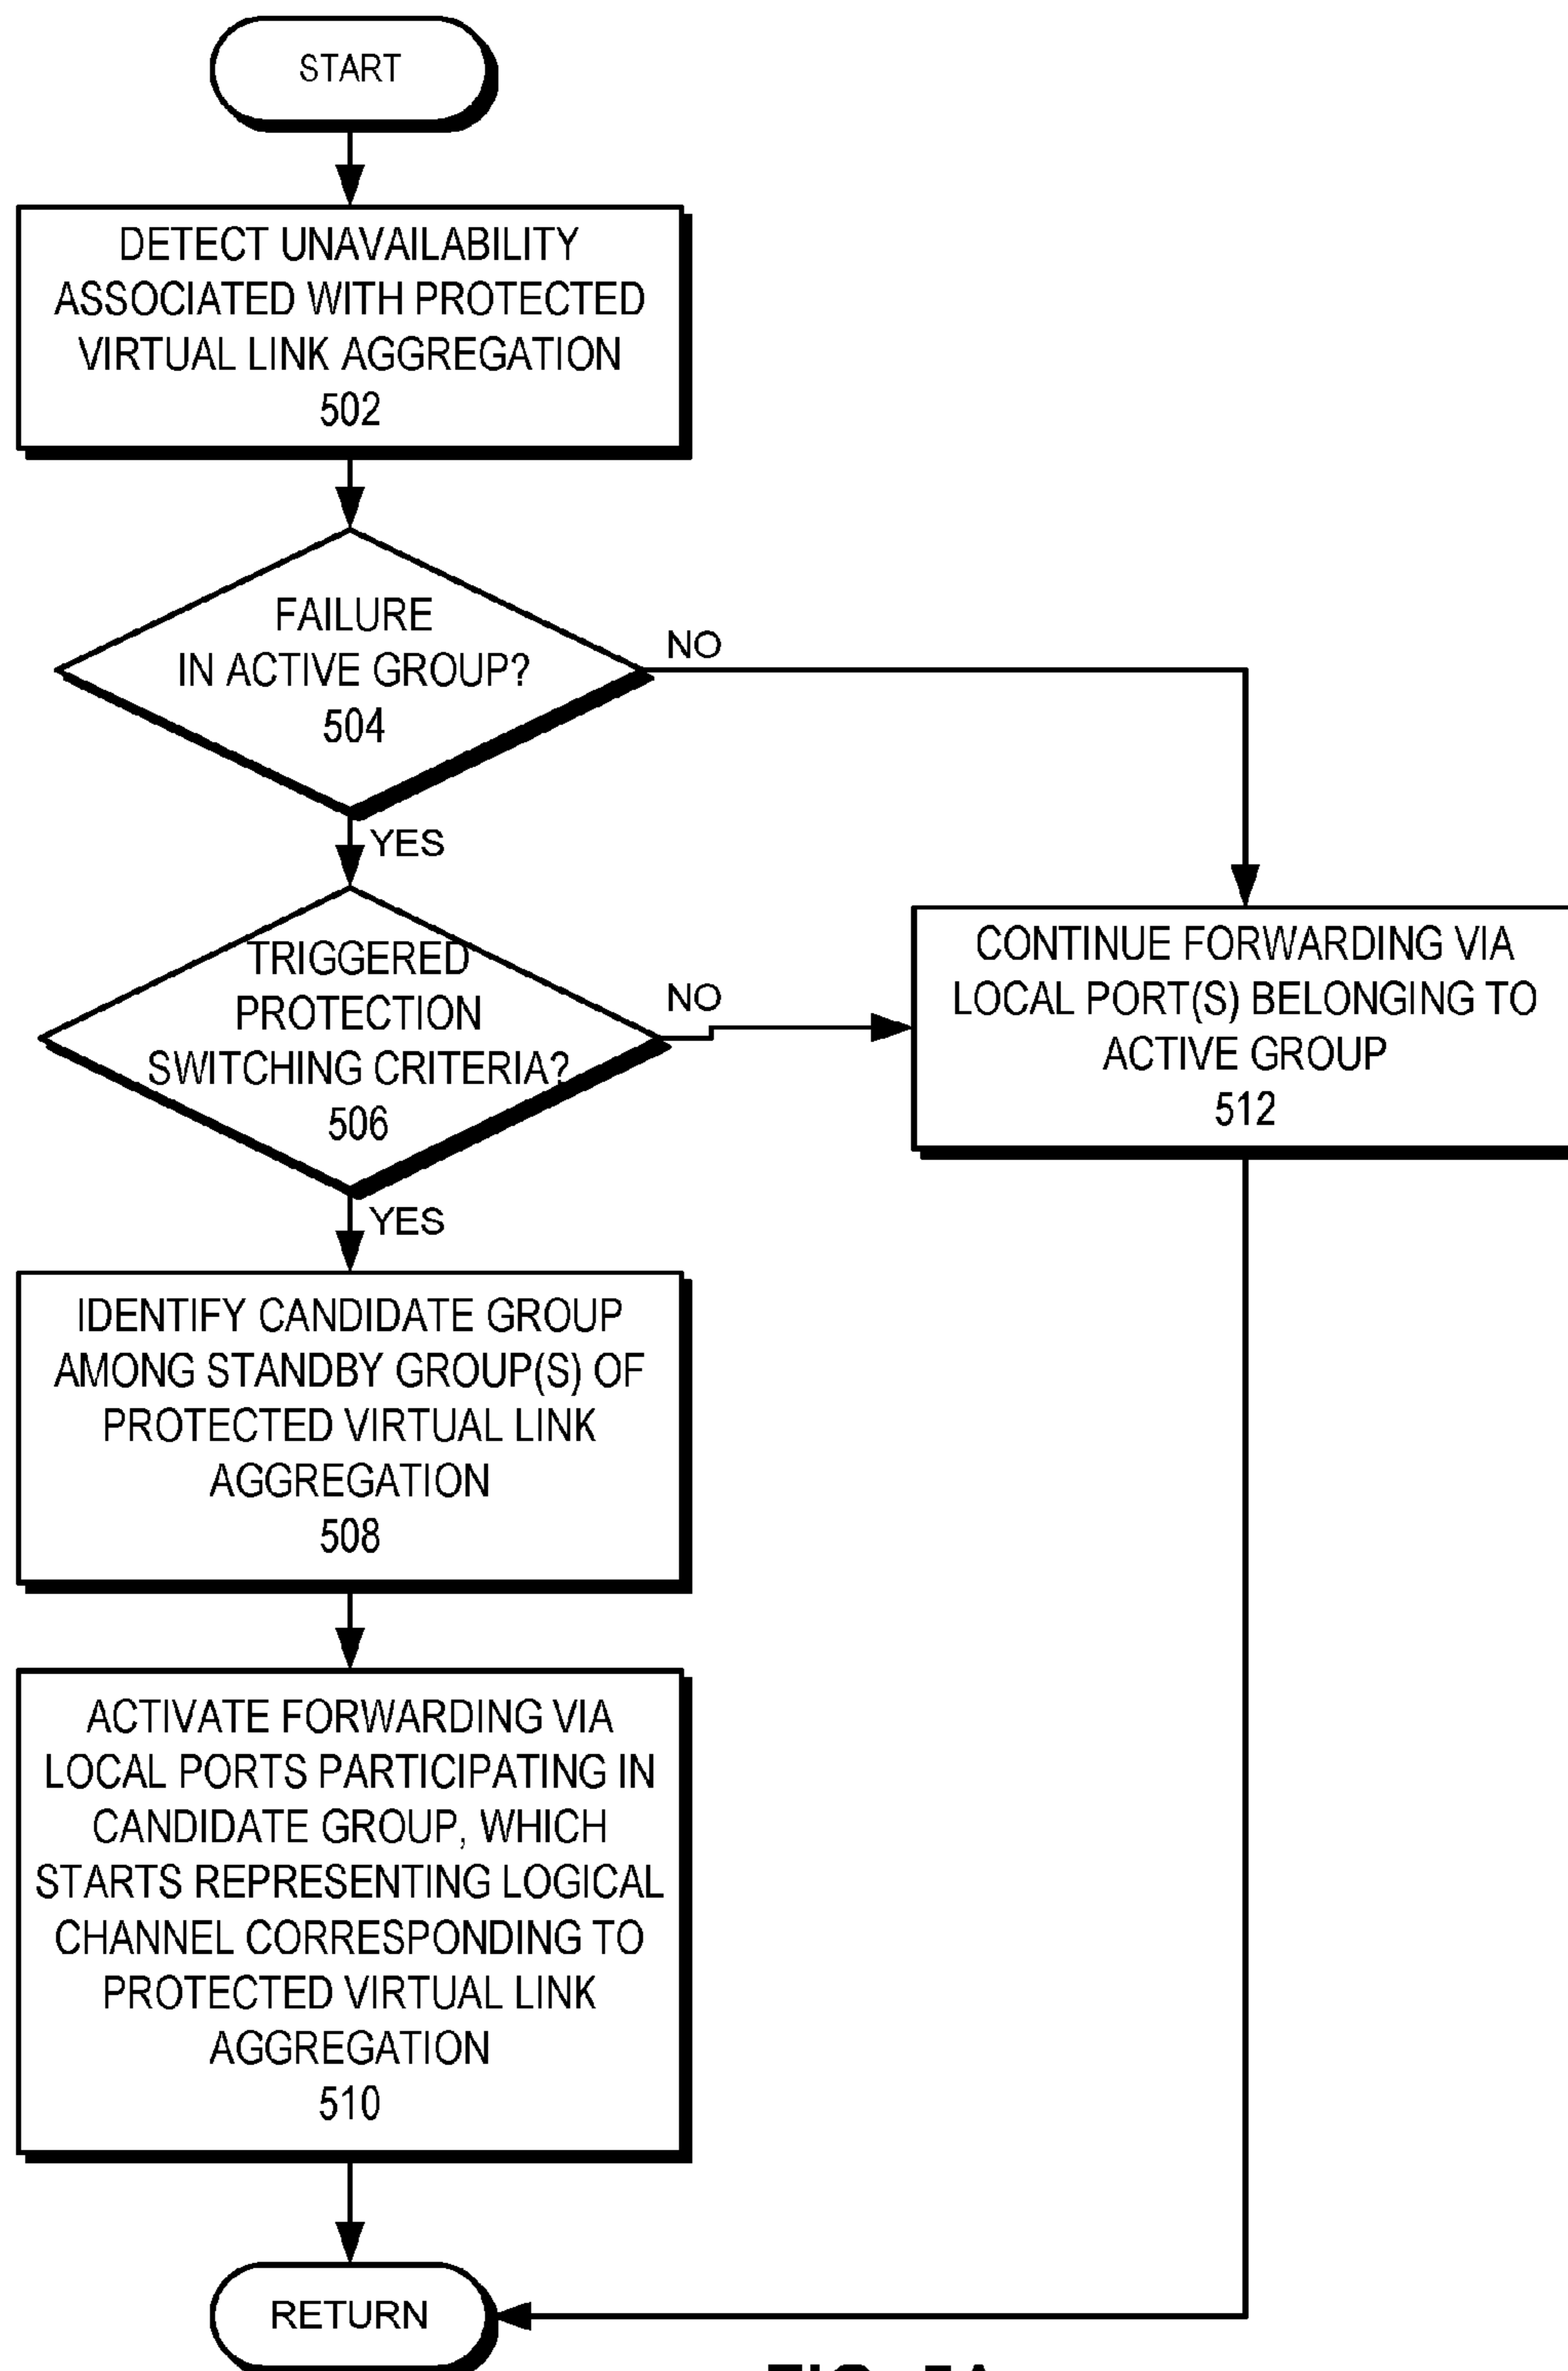 START
DETECT UNAVAILABILITY
ASSOCIATED WITH PROTECTED
VIRTUAL LINK AGGREGATION
502
FAILURE
IN ACTIVE GROUP?
504
NO
YES
TRIGGERED
PROTECTION
SWITCHING CRITERIA?
506
NO
YES
CONTINUE FORWARDING VIA
LOCAL PORT(S) BELONGING TO
ACTIVE GROUP
512
IDENTIFY CANDIDATE GROUP
AMONG STANDBY GROUP(S) OF
PROTECTED VIRTUAL LINK
AGGREGATION
508
ACTIVATE FORWARDING VIA
LOCAL PORTS PARTICIPATING IN
CANDIDATE GROUP, WHICH
STARTS REPRESENTING LOGICAL
CHANNEL CORRESPONDING TO
PROTECTED VIRTUAL LINK
AGGREGATION
510
RETURN